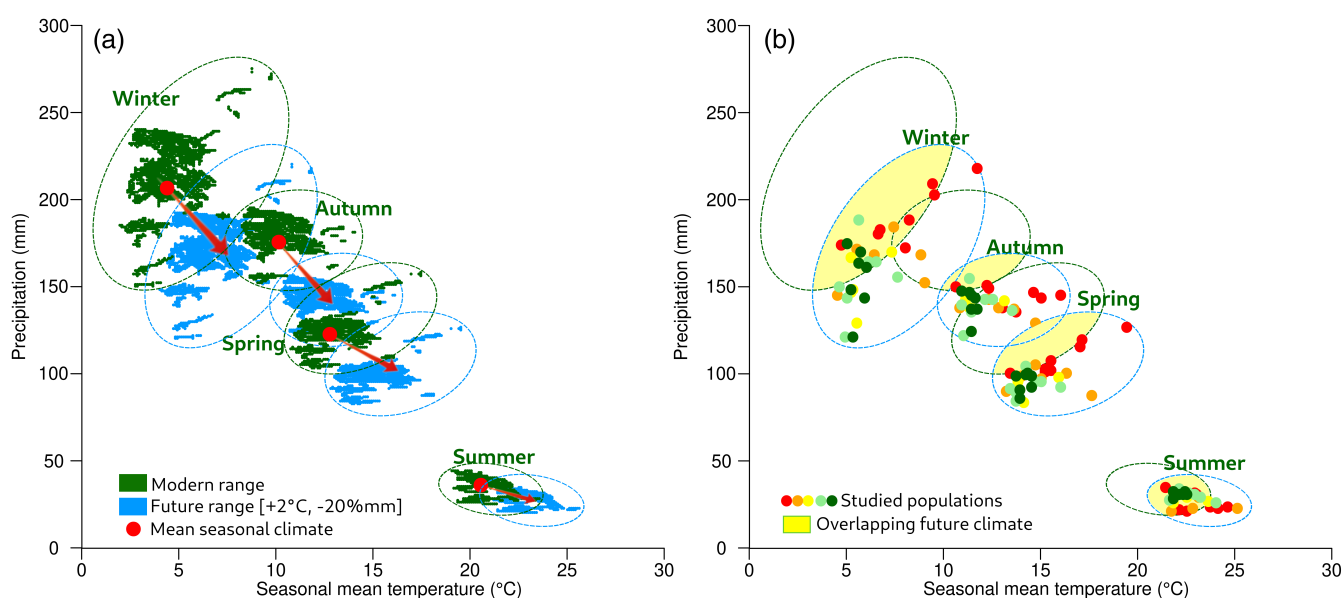 (a)
300
250
200
150
100
50
0
Precipitation (mm)
Winter
Autumn
Spring
Summer
Modern range
Future range [+2°C, -20%mm]
Mean seasonal climate
0 5 10 15 20 25 30
Seasonal mean temperature (°C)
(b)
300
250
200
150
100
50
0
Precipitation (mm)
Winter
Autumn
Spring
Summer
Studied populations
Overlapping future climate
0 5 10 15 20 25 30
Seasonal mean temperature (°C)